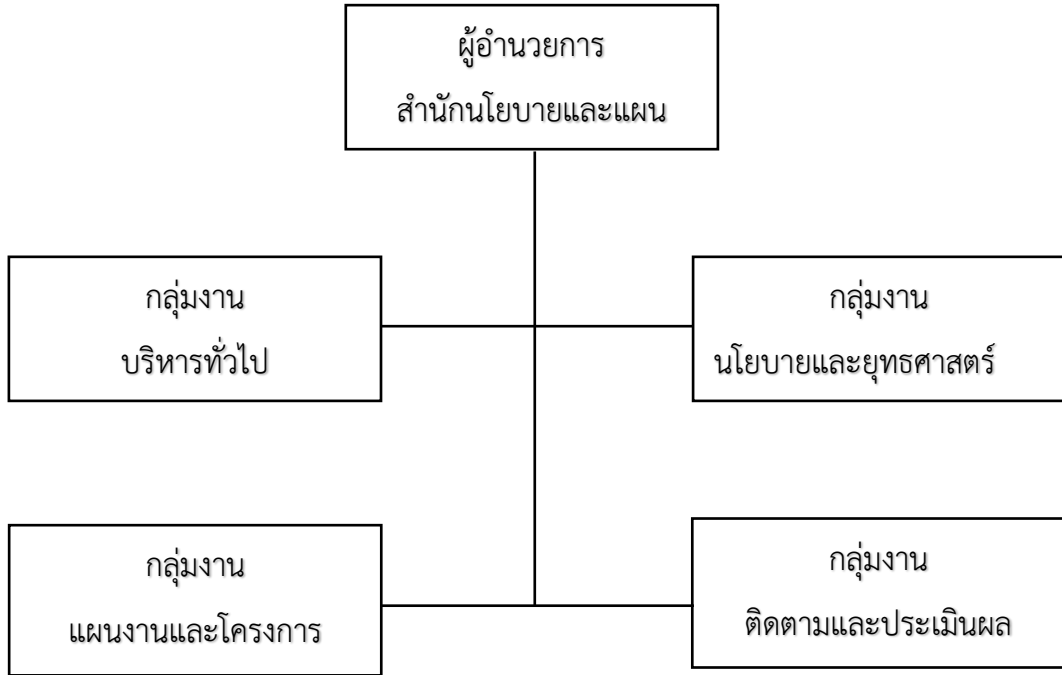 ผู้อำนวยการ
สำนักนโยบายและแผน
กลุ่มงาน
บริหารทั่วไป
กลุ่มงาน
นโยบายและยุทธศาสตร์
กลุ่มงาน
แผนงานและโครงการ
กลุ่มงาน
ติดตามและประเมินผล